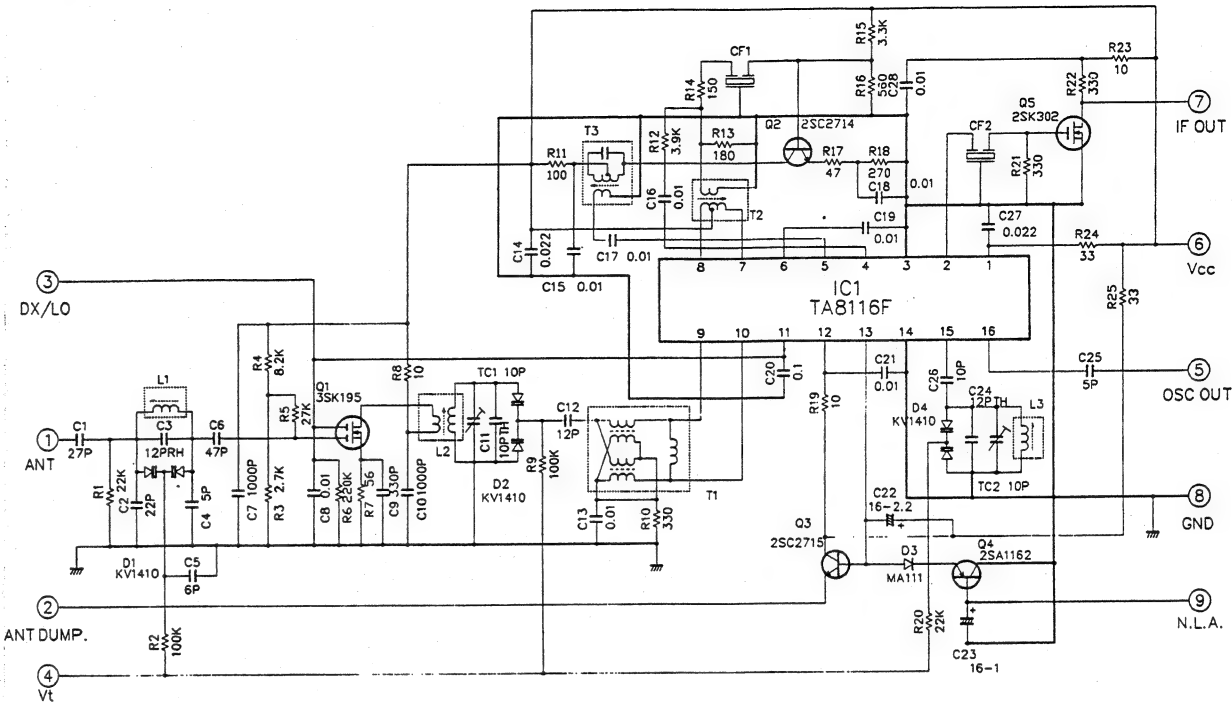 R15 3.3K
R23 10
CF1
R14 150
R16 560
C28 0.01
R22 330
Q5 2SK302
7 IF OUT
T3
R12 3.9K
R13 180
Q2 2SC2714
CF2
R11 100
R17 47
R18 270
R21 330
C18 0.01
C16 0.01
T2
C19 0.01
C27 0.022
R24 33
6 Vcc
C14 0.022
C17 0.01
C15 0.01
8 7 6 5 4 3 2 1
R25 33
3 DX/LO
IC1
TA8116F
9 10 11 12 13 14 15 16
R4 8.2K
L1
Q1 3SK195
R5 27K
R8 10
TC1 10P
C20 0.1
R19 10
C21 0.01
C26 10P
C25 5P
5 OSC OUT
1 ANT
C1 27P
C3 12PRH
C6 47P
L2
C11 10PTH
C12 12P
D4 KV1410
C24 12PTH
L3
R1 22K
C2 22P
C4 5P
C7 1000P
R3 2.7K
C8 0.01
R6 220K
R7 56
C9 330P
C10 1000P
D2 KV1410
R9 100K
T1
TC2 10P
C13 0.01
R10 330
C22 16-2.2
8 GND
D1 KV1410
C5 6P
Q3 2SC2715
D3 MA111
Q4 2SA1162
2 ANT DUMP.
R2 100K
R20 22K
9 N.L.A.
C23 16-1
4 Vt